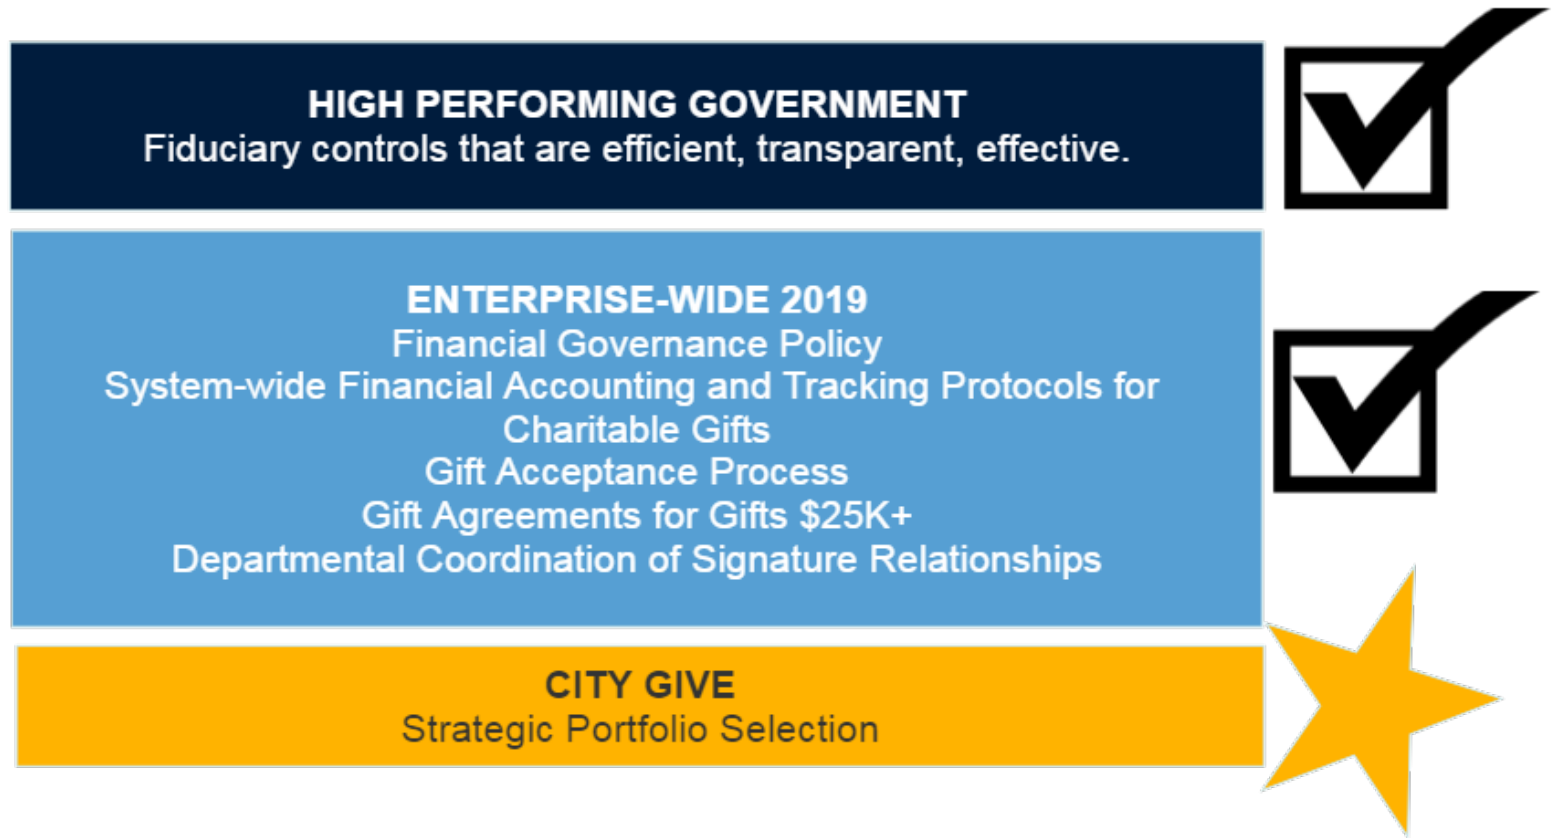 HIGH PERFORMING GOVERNMENT
Fiduciary controls that are efficient, transparent, effective.
ENTERPRISE-WIDE 2019
Financial Governance Policy
System-wide Financial Accounting and Tracking Protocols for
Charitable Gifts
Gift Acceptance Process
Gift Agreements for Gifts $25K+
Departmental Coordination of Signature Relationships
CITY GIVE
Strategic Portfolio Selection